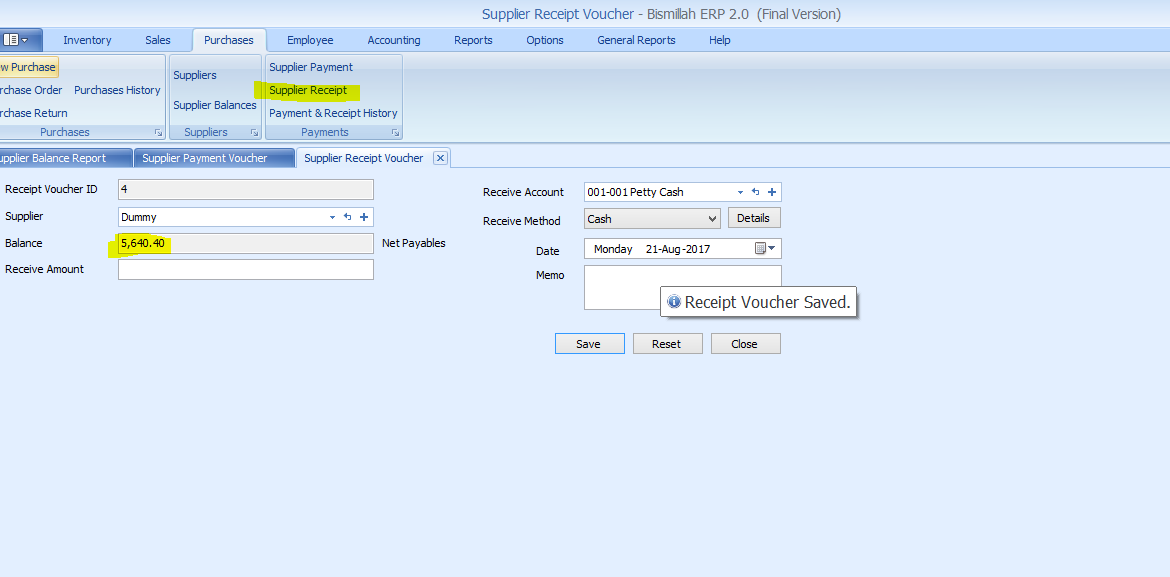 Supplier Receipt Voucher - Bismillah ERP 2.0 (Final Version)
Inventory Sales Purchases Employee Accounting Reports Options General Reports Help
w Purchase
rchase Order Purchases History
rchase Return
Purchases
Suppliers
Supplier Balances
Suppliers
Supplier Payment
Supplier Receipt
Payment & Receipt History
Payments
upplier Balance Report Supplier Payment Voucher Supplier Receipt Voucher
Receipt Voucher ID 4
Supplier Dummy
Balance 5,640.40 Net Payables
Receive Amount
Receive Account 001-001 Petty Cash
Receive Method Cash Details
Date Monday 21-Aug-2017
Memo
Receipt Voucher Saved.
Save Reset Close